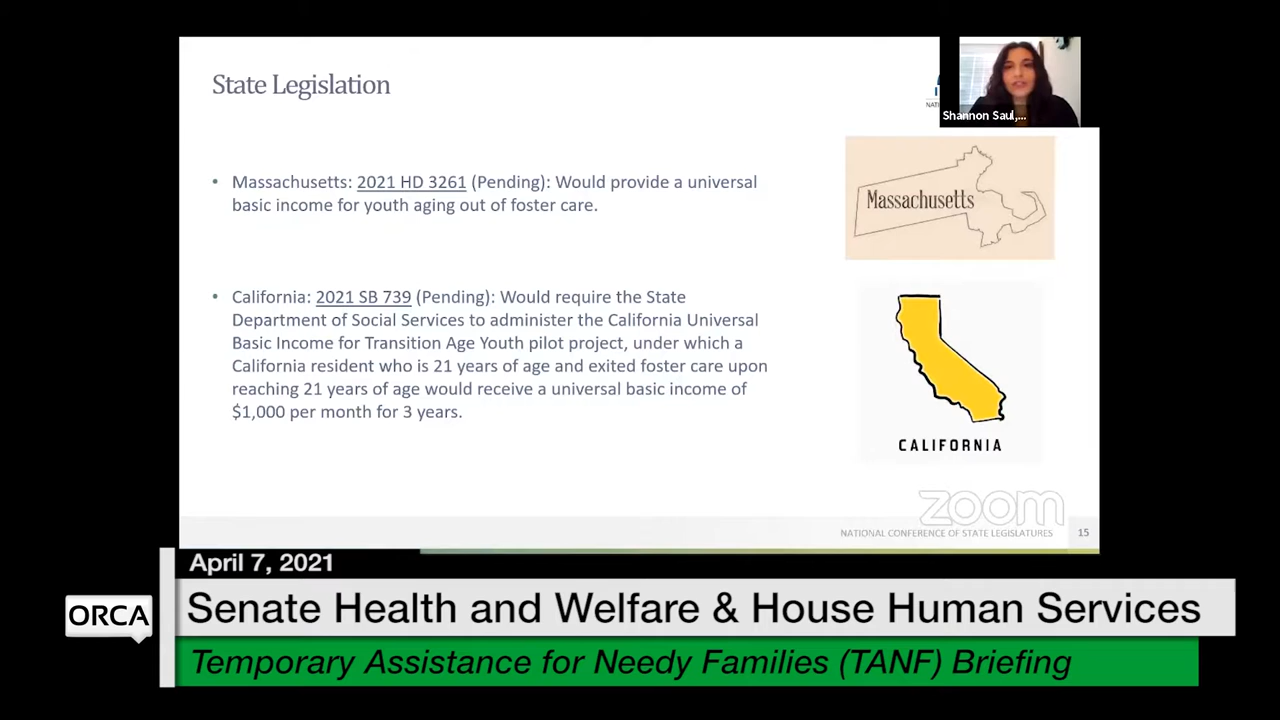 State Legislation
NATI
Shannon Saul,...
• Massachusetts: 2021 HD 3261 (Pending): Would provide a universal
basic income for youth aging out of foster care.
Massachusetts
• California: 2021 SB 739 (Pending): Would require the State
Department of Social Services to administer the California Universal
Basic Income for Transition Age Youth pilot project, under which a
California resident who is 21 years of age and exited foster care upon
reaching 21 years of age would receive a universal basic income of
$1,000 per month for 3 years.
CALIFORNIA
zoom
NATIONAL CONFERENCE OF STATE LEGISLATURES 15
April 7, 2021
ORCA
Senate Health and Welfare & House Human Services
Temporary Assistance for Needy Families (TANF) Briefing